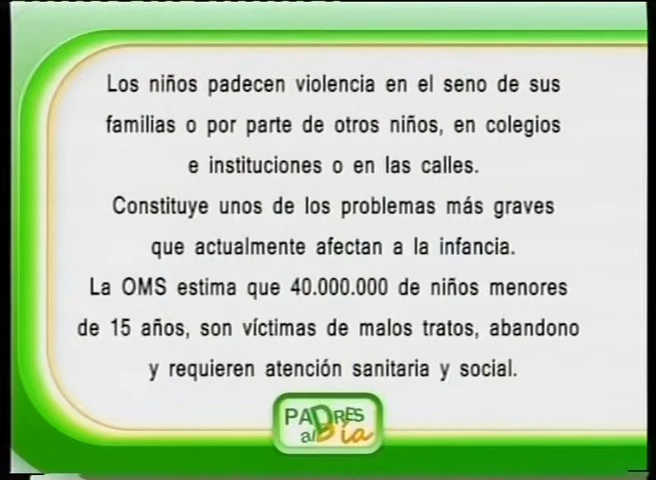 Los niños padecen violencia en el seno de sus
familias o por parte de otros niños, en colegios
e instituciones o en las calles.
Constituye unos de los problemas más graves
que actualmente afectan a la infancia.
La OMS estima que 40.000.000 de niños menores
de 15 años, son víctimas de malos tratos, abandono
y requieren atención sanitaria y social.
PADRES
al Día